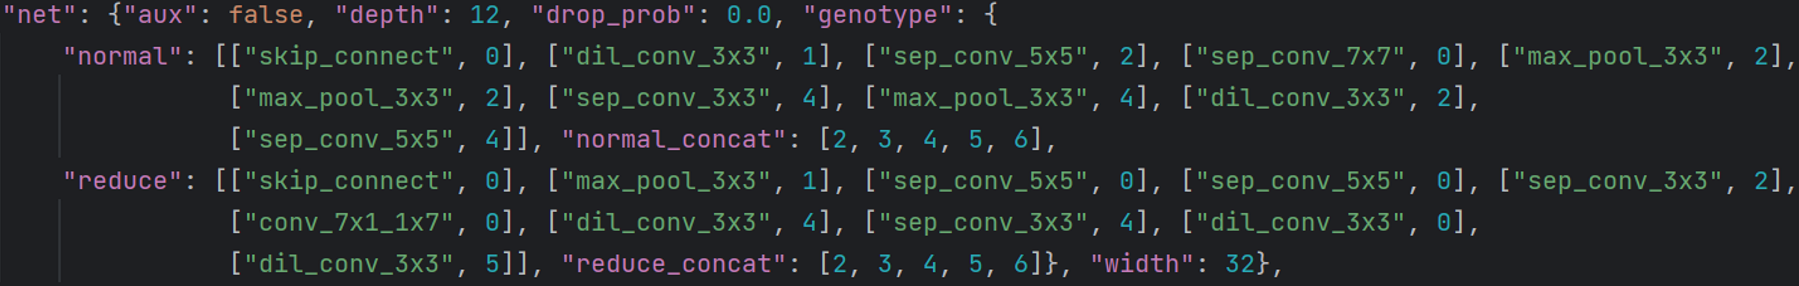 "net": {"aux": false, "depth": 12, "drop_prob": 0.0, "genotype": {
"normal": [["skip_connect", 0], ["dil_conv_3x3", 1], ["sep_conv_5x5", 2], ["sep_conv_7x7", 0], ["max_pool_3x3", 2],
["max_pool_3x3", 2], ["sep_conv_3x3", 4], ["max_pool_3x3", 4], ["dil_conv_3x3", 2],
["sep_conv_5x5", 4]], "normal_concat": [2, 3, 4, 5, 6],
"reduce": [["skip_connect", 0], ["max_pool_3x3", 1], ["sep_conv_5x5", 0], ["sep_conv_5x5", 0], ["sep_conv_3x3", 2],
["conv_7x1_1x7", 0], ["dil_conv_3x3", 4], ["sep_conv_3x3", 4], ["dil_conv_3x3", 0],
["dil_conv_3x3", 5]], "reduce_concat": [2, 3, 4, 5, 6]}, "width": 32},